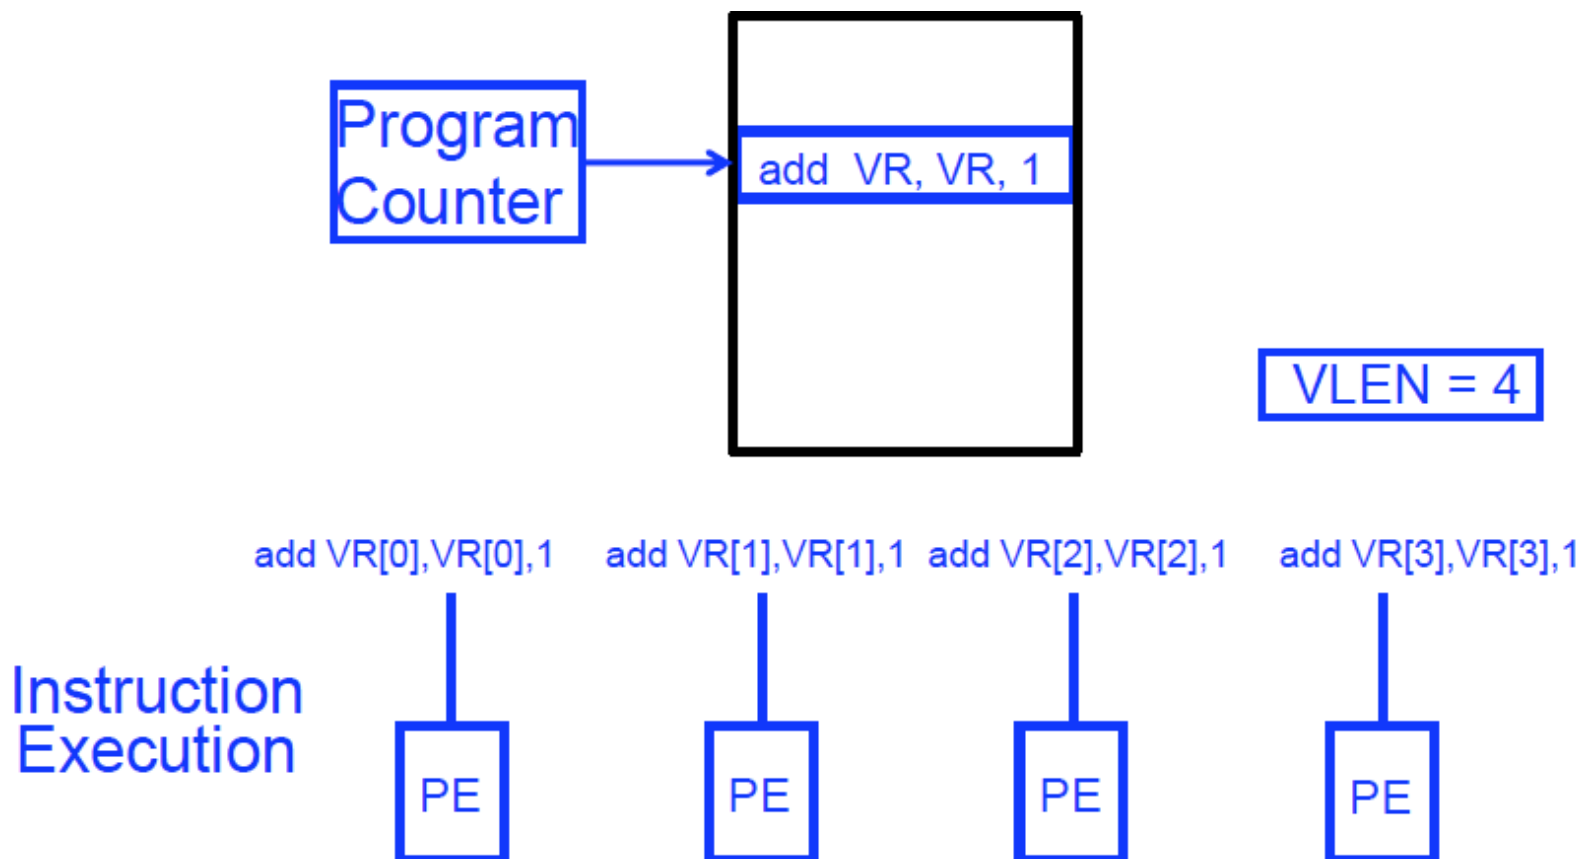 Program
Counter
add VR, VR, 1
VLEN = 4
add VR[0],VR[0],1
add VR[1],VR[1],1
add VR[2],VR[2],1
add VR[3],VR[3],1
Instruction
Execution
PE
PE
PE
PE